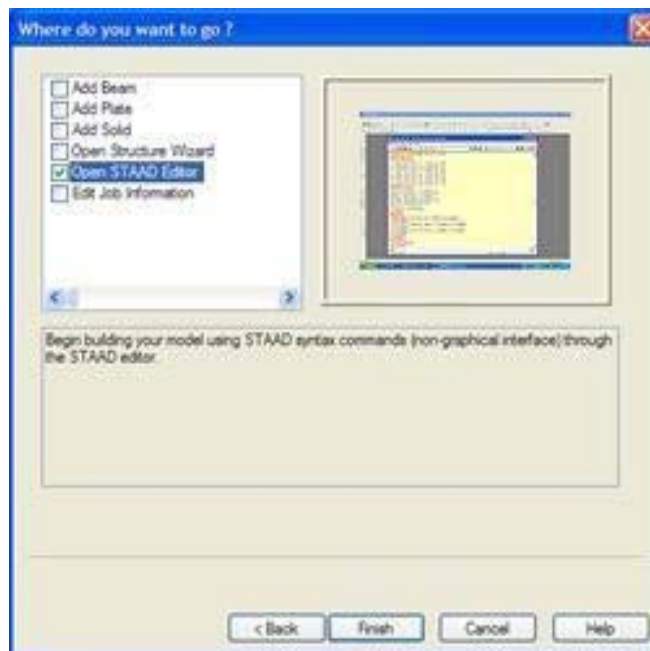 Where do you want to go ?
Add Beam
Add Plate
Add Solid
Open Structure Wizard
Open STAAD Editor
Edit Job Information
Begin building your model using STAAD syntax commands (non-graphical interface) through
the STAAD editor.
< Back
Finish
Cancel
Help